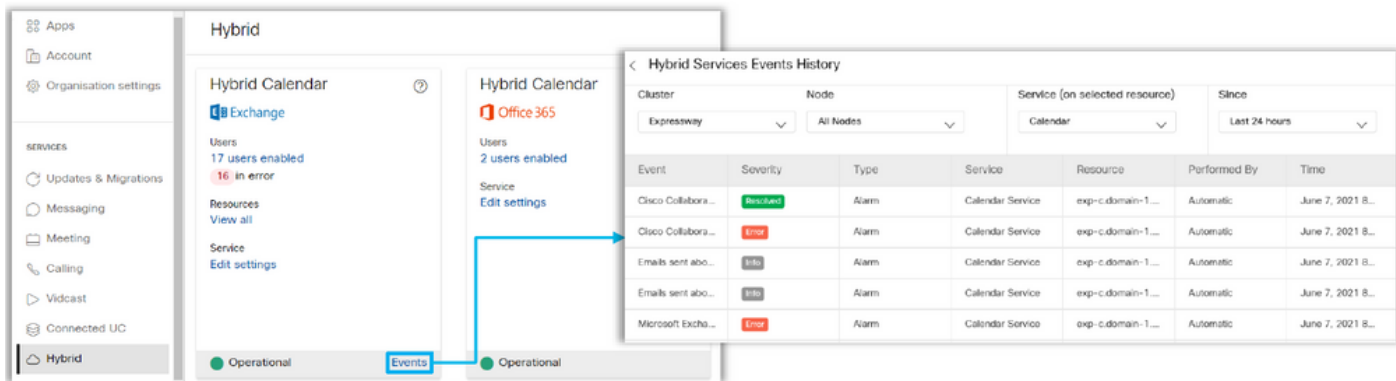 Apps
Account
Organisation settings
SERVICES
Updates & Migrations
Messaging
Meeting
Calling
Vidcast
Connected UC
Hybrid
Hybrid
Hybrid Calendar
Exchange
Users
17 users enabled
16 in error
Resources
View all
Service
Edit settings
Operational Events
Hybrid Calendar
Office 365
Users
2 users enabled
Service
Edit settings
Operational
< Hybrid Services Events History
Cluster Node Service (on selected resource) Since
Expressway All Nodes Calendar Last 24 hours
Event Severity Type Service Resource Performed By Time
Cisco Collabora... Resolved Alarm Calendar Service exp-c.domain-1.... Automatic June 7, 2021 8...
Cisco Collabora... Error Alarm Calendar Service exp-c.domain-1.... Automatic June 7, 2021 8...
Emails sent abo... Info Alarm Calendar Service exp-c.domain-1.... Automatic June 7, 2021 8...
Emails sent abo... Info Alarm Calendar Service exp-c.domain-1.... Automatic June 7, 2021 8...
Microsoft Excha... Error Alarm Calendar Service exp-c.domain-1.... Automatic June 7, 2021 8...